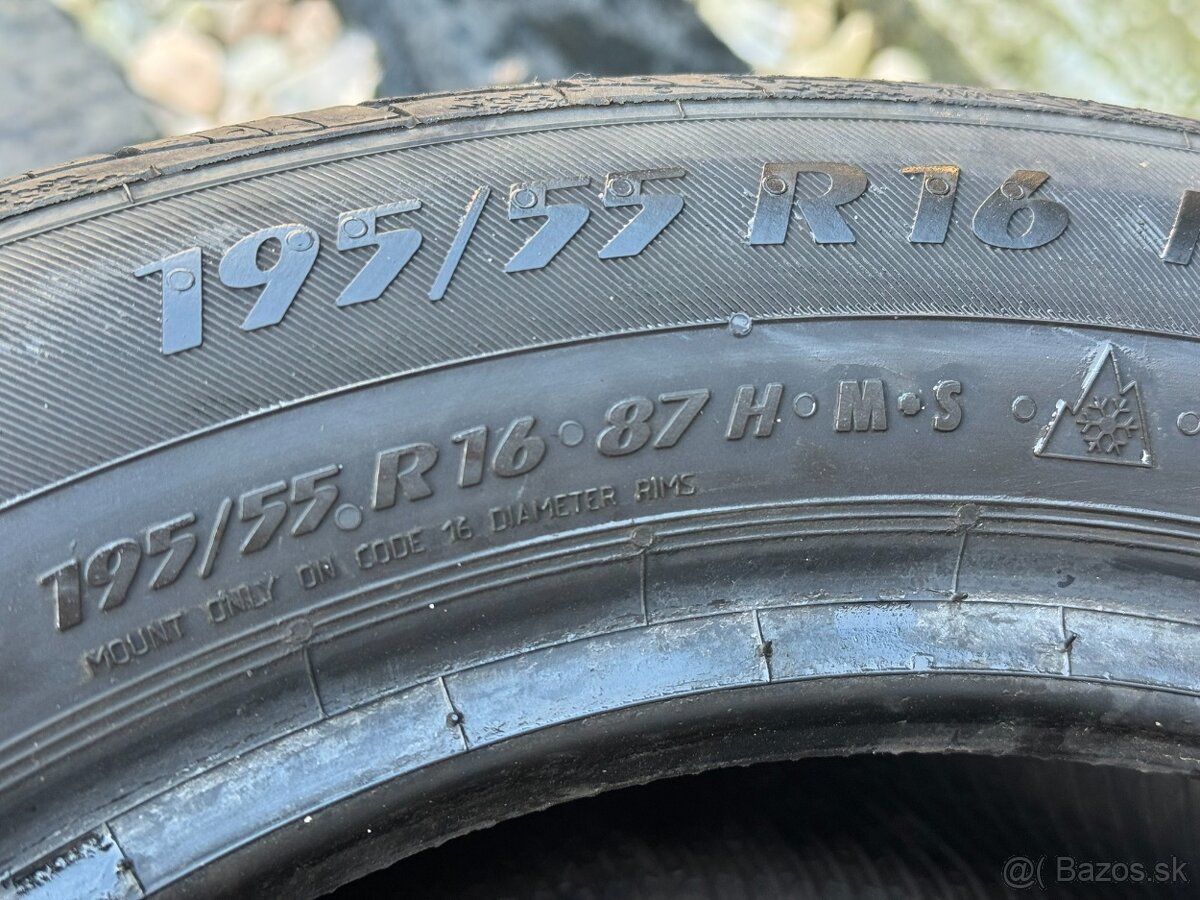 195/55 R16
195/55 R16 87 H M S
MOUNT ONLY ON CODE 16 DIAMETER RIMS
@( Bazos.sk